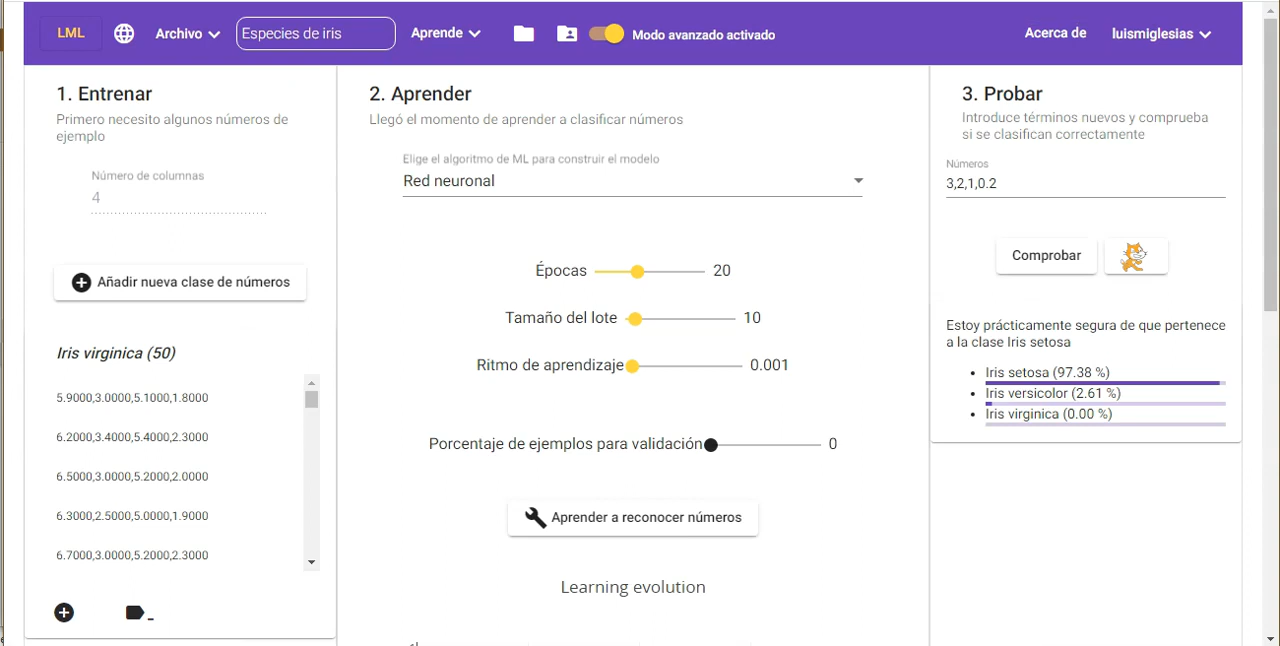 LML
Archivo
Especies de iris
Aprende
Modo avanzado activado
Acerca de
luismiglesias
1. Entrenar
Primero necesito algunos números de
ejemplo
Número de columnas
4
Añadir nueva clase de números
Iris virginica (50)
5.9000,3.0000,5.1000,1.8000
6.2000,3.4000,5.4000,2.3000
6.5000,3.0000,5.2000,2.0000
6.3000,2.5000,5.0000,1.9000
6.7000,3.0000,5.2000,2.3000
2. Aprender
Llegó el momento de aprender a clasificar números
Elige el algoritmo de ML para construir el modelo
Red neuronal
Épocas 20
Tamaño del lote 10
Ritmo de aprendizaje 0.001
Porcentaje de ejemplos para validación 0
Aprender a reconocer números
Learning evolution
3. Probar
Introduce términos nuevos y comprueba
si se clasifican correctamente
Números
3,2,1,0.2
Comprobar
Estoy prácticamente segura de que pertenece
a la clase Iris setosa
Iris setosa (97.38 %)
Iris versicolor (2.61 %)
Iris virginica (0.00 %)